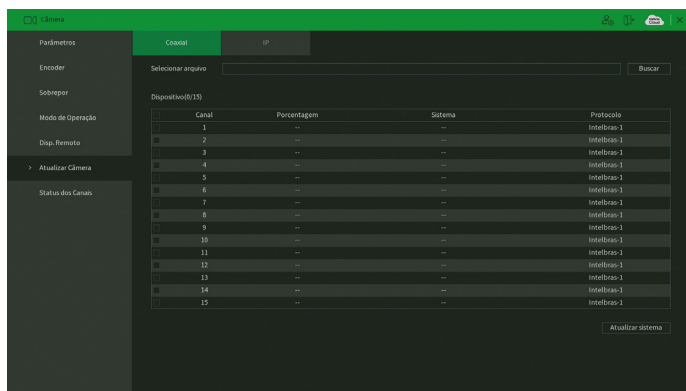 Câmera
Parâmetros
Encoder
Sobrepor
Modo de Operação
Disp. Remoto
> Atualizar Câmera
Status dos Canais
Coaxial IP
Selecionar arquivo Buscar
Dispositivo(0/15)
Canal Porcentagem Sistema Protocolo
1 -- -- Intelbras-1
2 -- -- Intelbras-1
3 -- -- Intelbras-1
4 -- -- Intelbras-1
5 -- -- Intelbras-1
6 -- -- Intelbras-1
7 -- -- Intelbras-1
8 -- -- Intelbras-1
9 -- -- Intelbras-1
10 -- -- Intelbras-1
11 -- -- Intelbras-1
12 -- -- Intelbras-1
13 -- -- Intelbras-1
14 -- -- Intelbras-1
15 -- -- Intelbras-1
Atualizar sistema